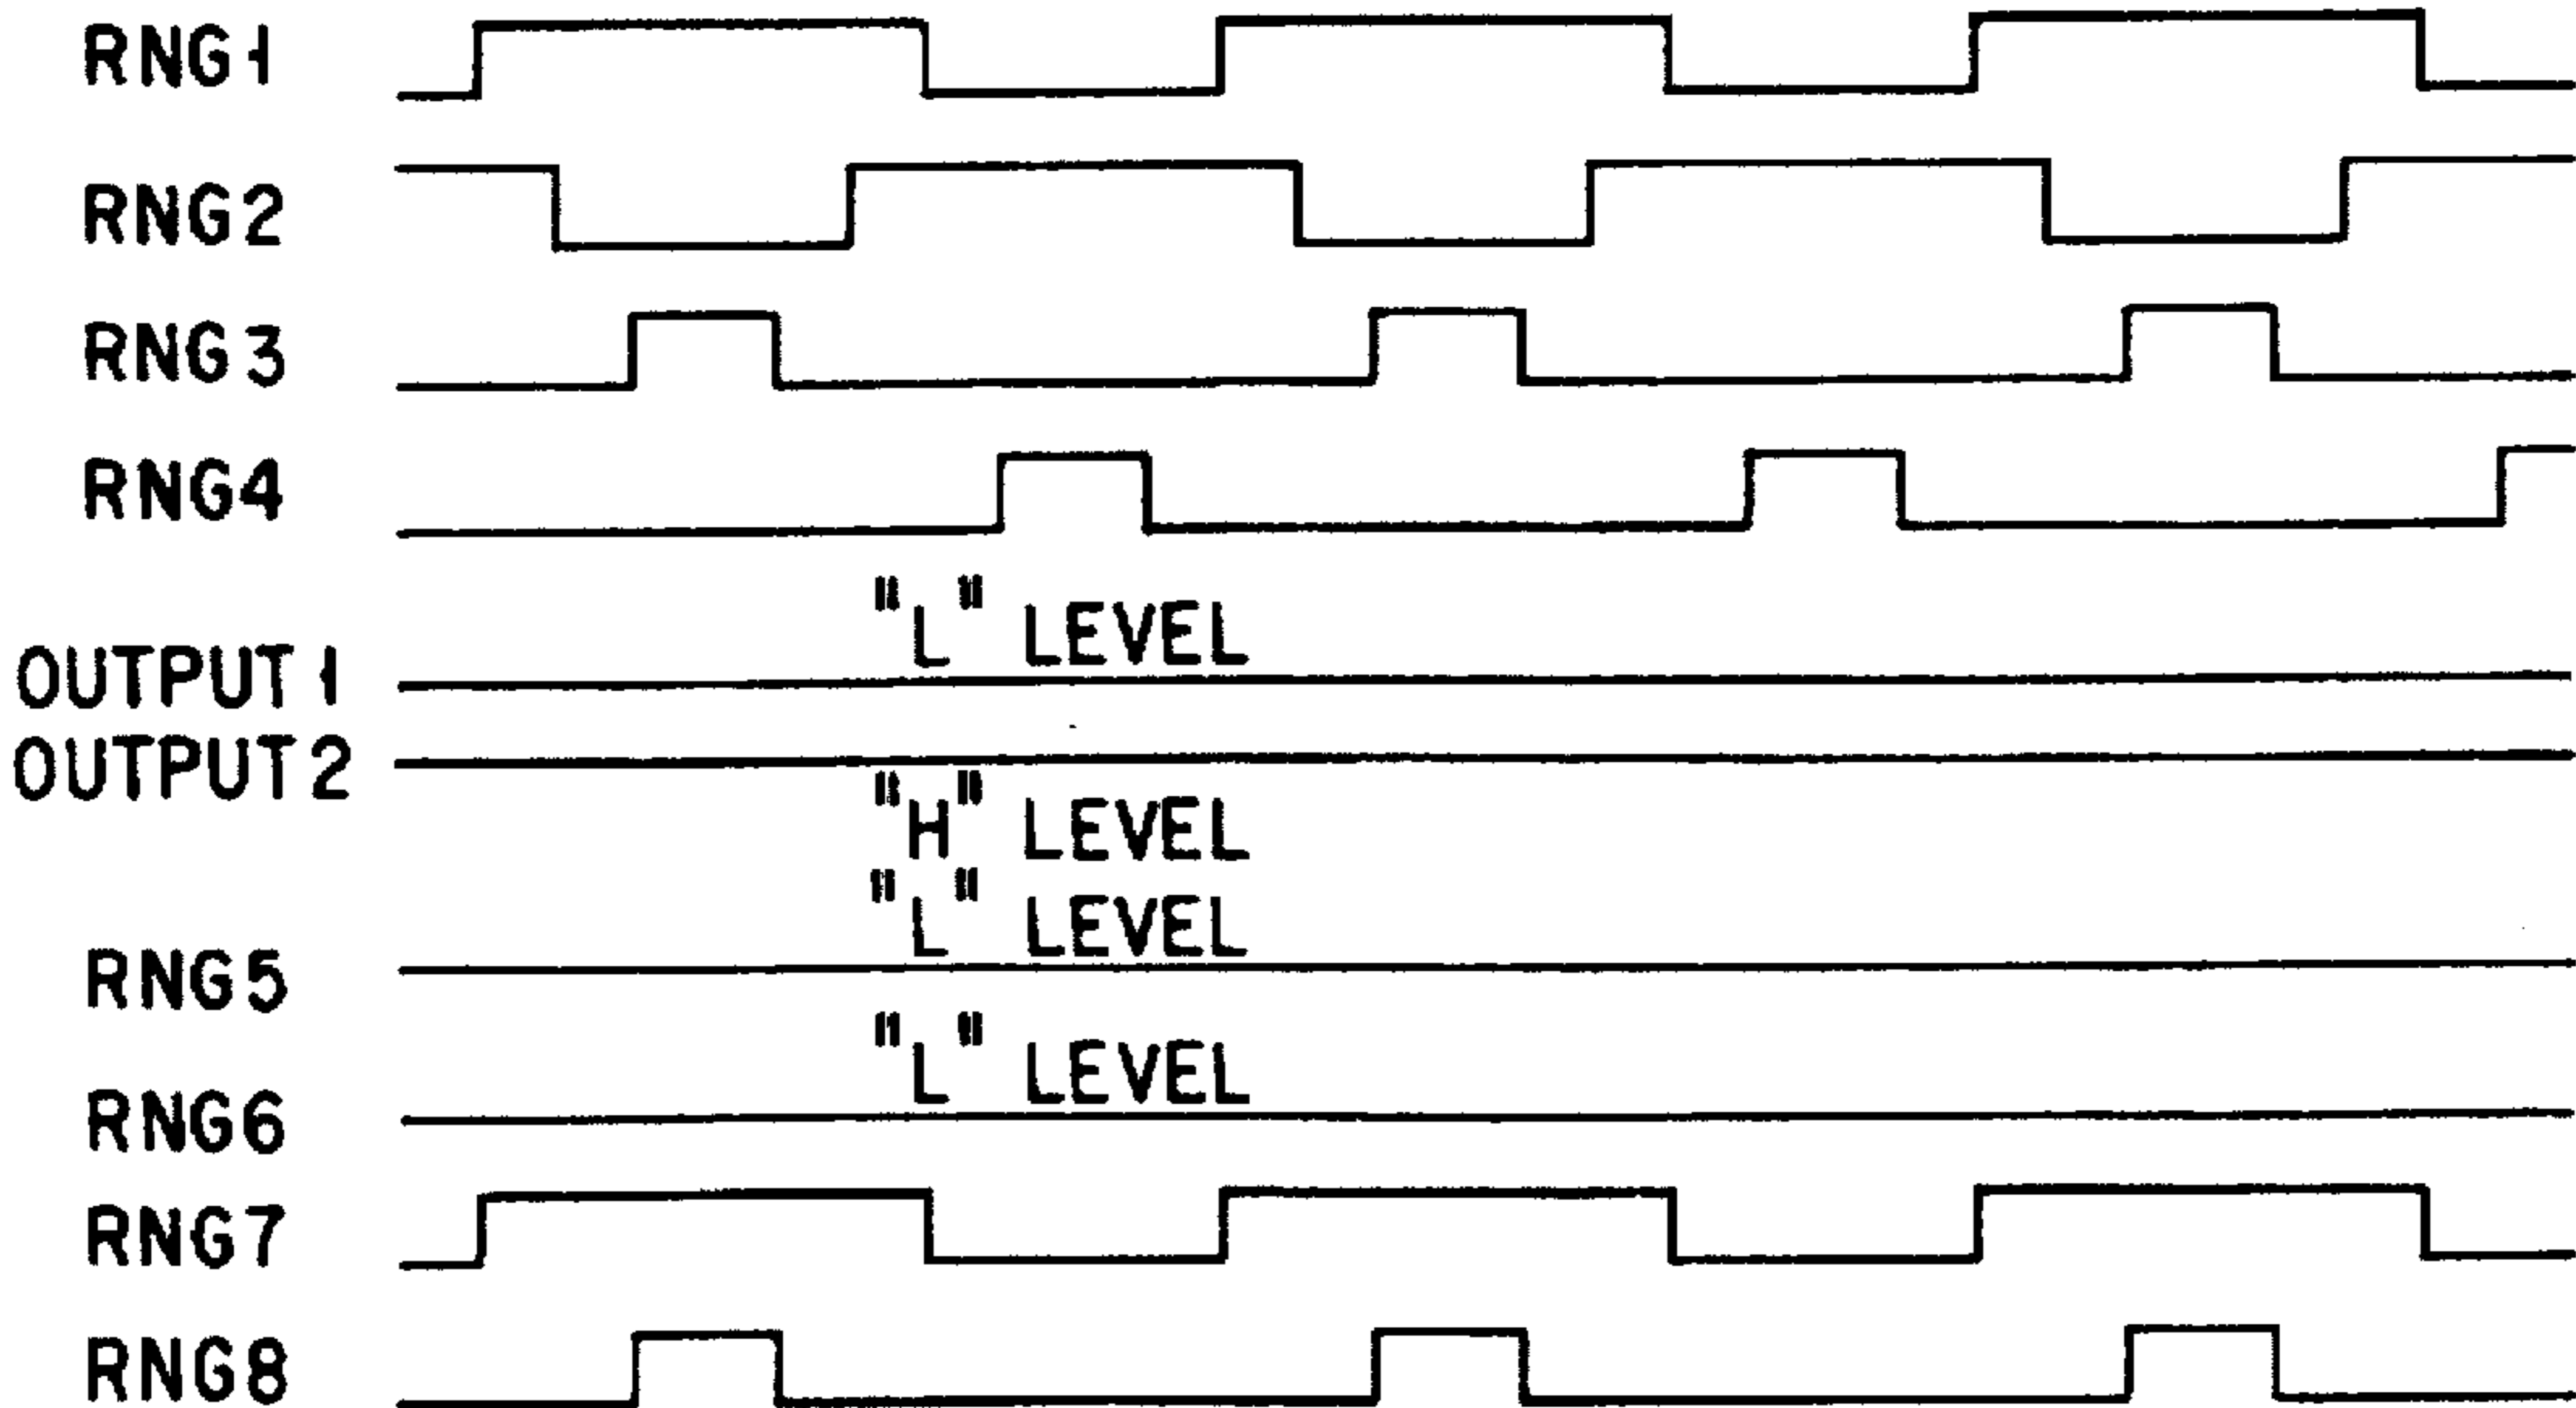 RNG1
RNG2
RNG3
RNG4
"L" LEVEL
OUTPUT1
OUTPUT2
"H" LEVEL
"L" LEVEL
RNG5
"L" LEVEL
RNG6
RNG7
RNG8